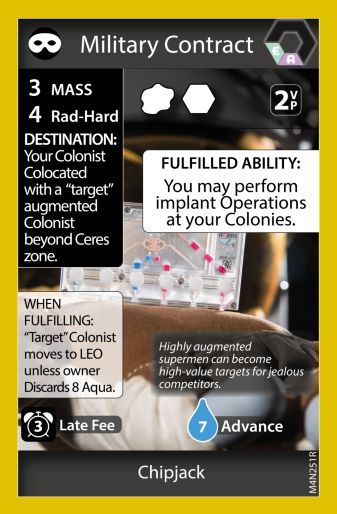 Military Contract
E A
3 MASS
4 Rad-Hard
2 VP
DESTINATION:
Your Colonist
Colocated
with a “target”
augmented
Colonist
beyond Ceres
zone.
FULFILLED ABILITY:
You may perform
implant Operations
at your Colonies.
WHEN
FULFILLING:
“Target” Colonist
moves to LEO
unless owner
Discards 8 Aqua.
Highly augmented
supermen can become
high-value targets for jealous
competitors.
3 Late Fee
7 Advance
Chipjack
M4N251R